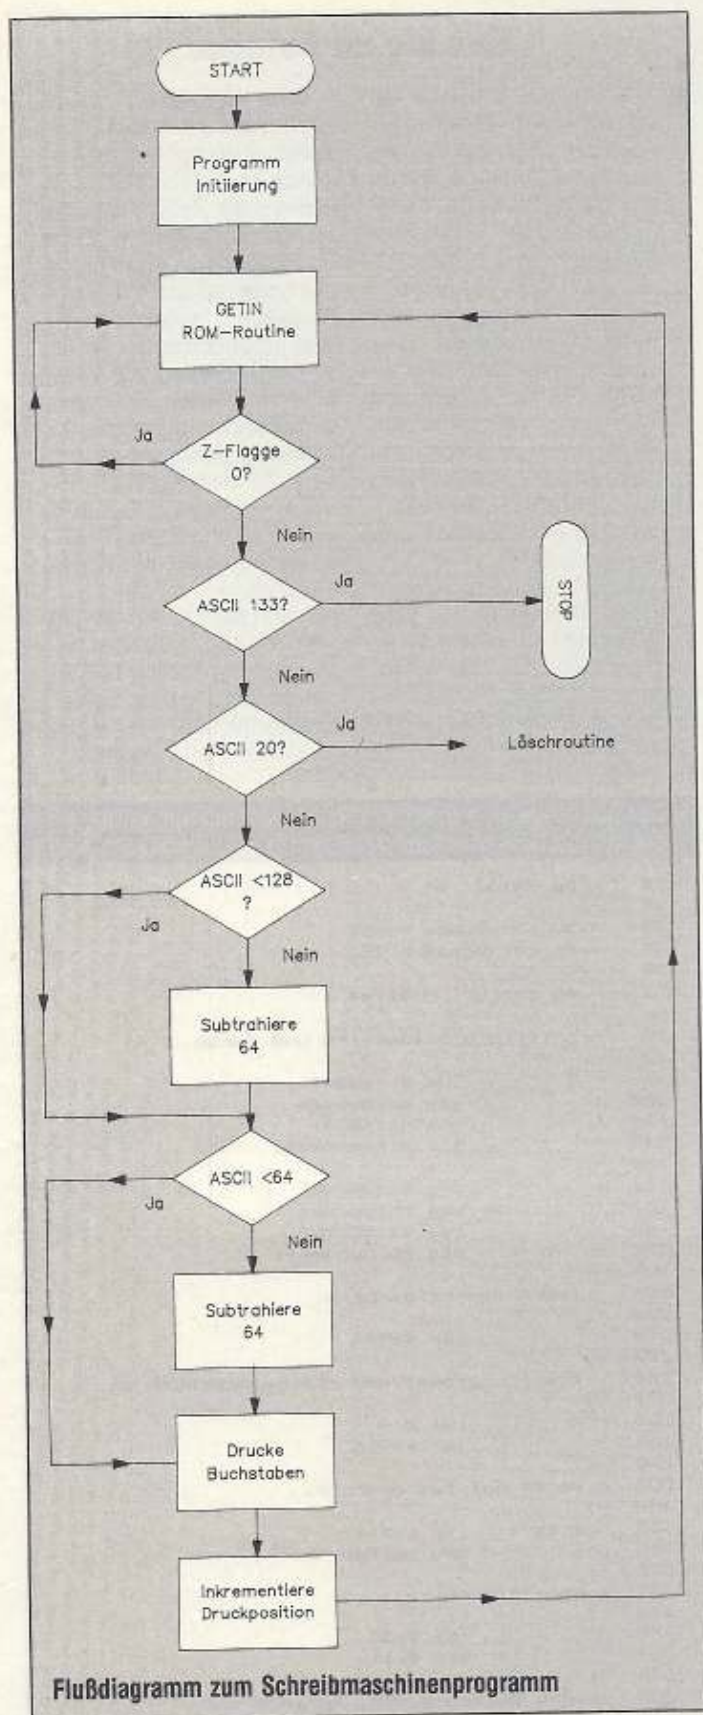 START
Programm
Initiierung
GETIN
ROM-Routine
Ja
Z-Flagge
0?
Nein
ASCII 133?
Ja
STOP
Nein
ASCII 20?
Ja
Löschroutine
Nein
ASCII <128
?
Ja
Nein
Subtrahiere
64
ASCII <64
Ja
Nein
Subtrahiere
64
Drucke
Buchstaben
Inkrementiere
Druckposition
Flußdiagramm zum Schreibmaschinenprogramm